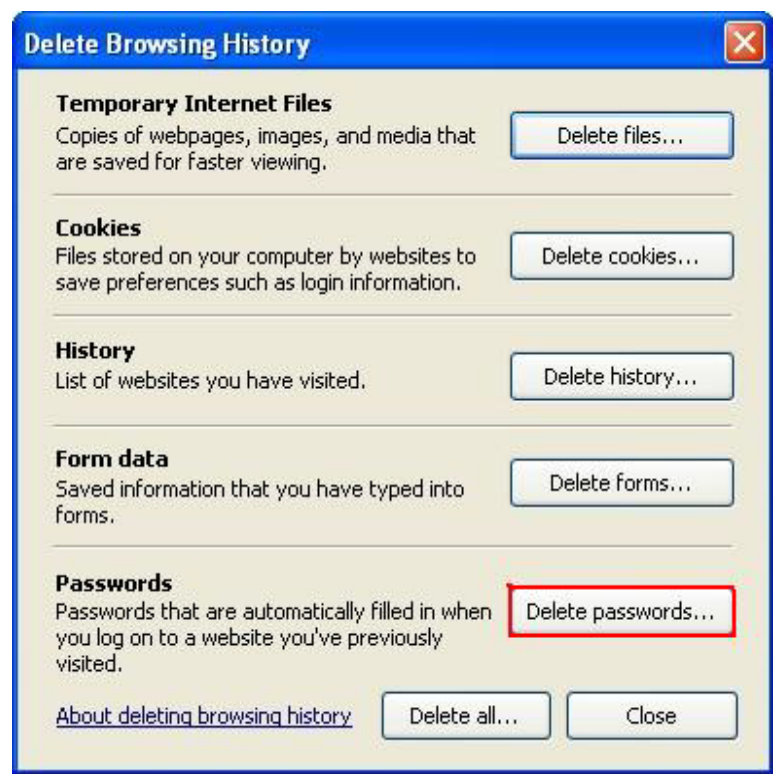 Delete Browsing History
Temporary Internet Files
Copies of webpages, images, and media that
are saved for faster viewing.
Delete files...
Cookies
Files stored on your computer by websites to
save preferences such as login information.
Delete cookies...
History
List of websites you have visited.
Delete history...
Form data
Saved information that you have typed into
forms.
Delete forms...
Passwords
Passwords that are automatically filled in when
you log on to a website you've previously
visited.
Delete passwords...
About deleting browsing history
Delete all...
Close